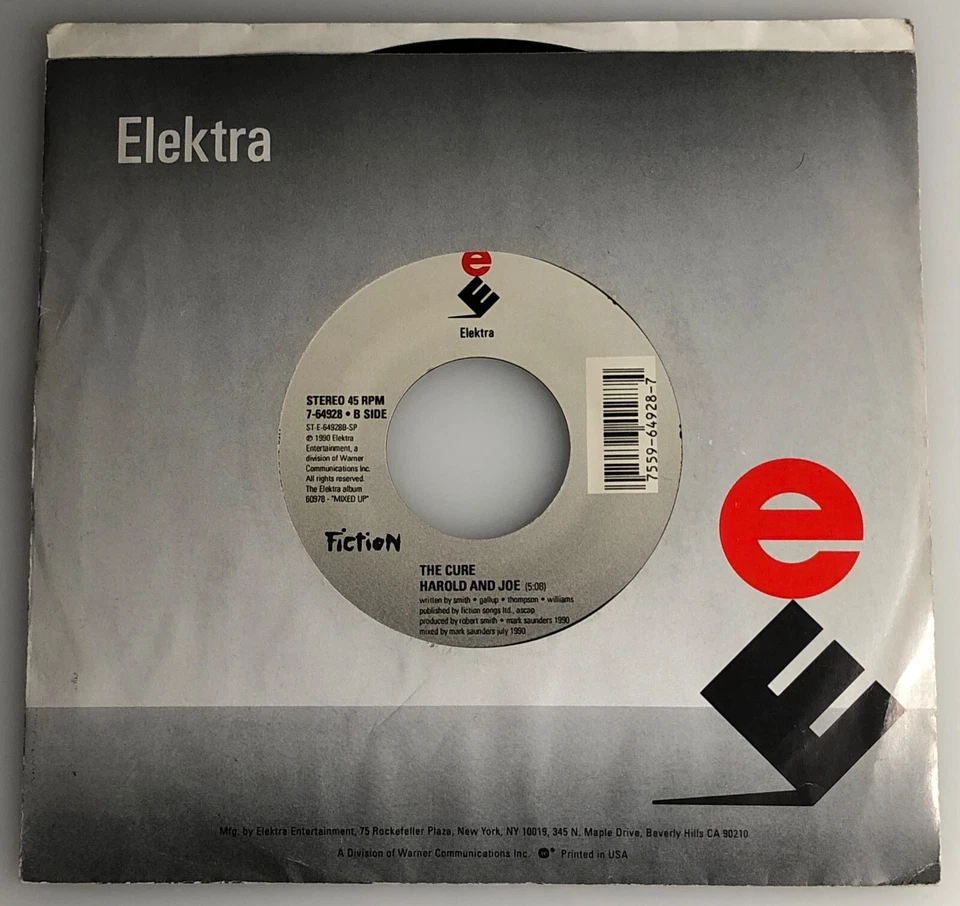 Elektra
e
E
Elektra
STEREO 45 RPM
7-64928 • B SIDE
ST-E-64928B-SP
℗ 1990 Elektra
Entertainment, a
division of Warner
Communications Inc.
All rights reserved.
The Elektra album
60978 - "MIXED UP"
7559-64928-7
Fiction
THE CURE
HAROLD AND JOE (5:08)
written by smith • gallup • thompson • williams
published by fiction songs ltd., ascap
produced by robert smith • mark saunders 1990
mixed by mark saunders july 1990
e
E
Mfg. by Elektra Entertainment, 75 Rockefeller Plaza, New York, NY 10019, 345 N. Maple Drive, Beverly Hills CA 90210
A Division of Warner Communications Inc. ® Printed in USA